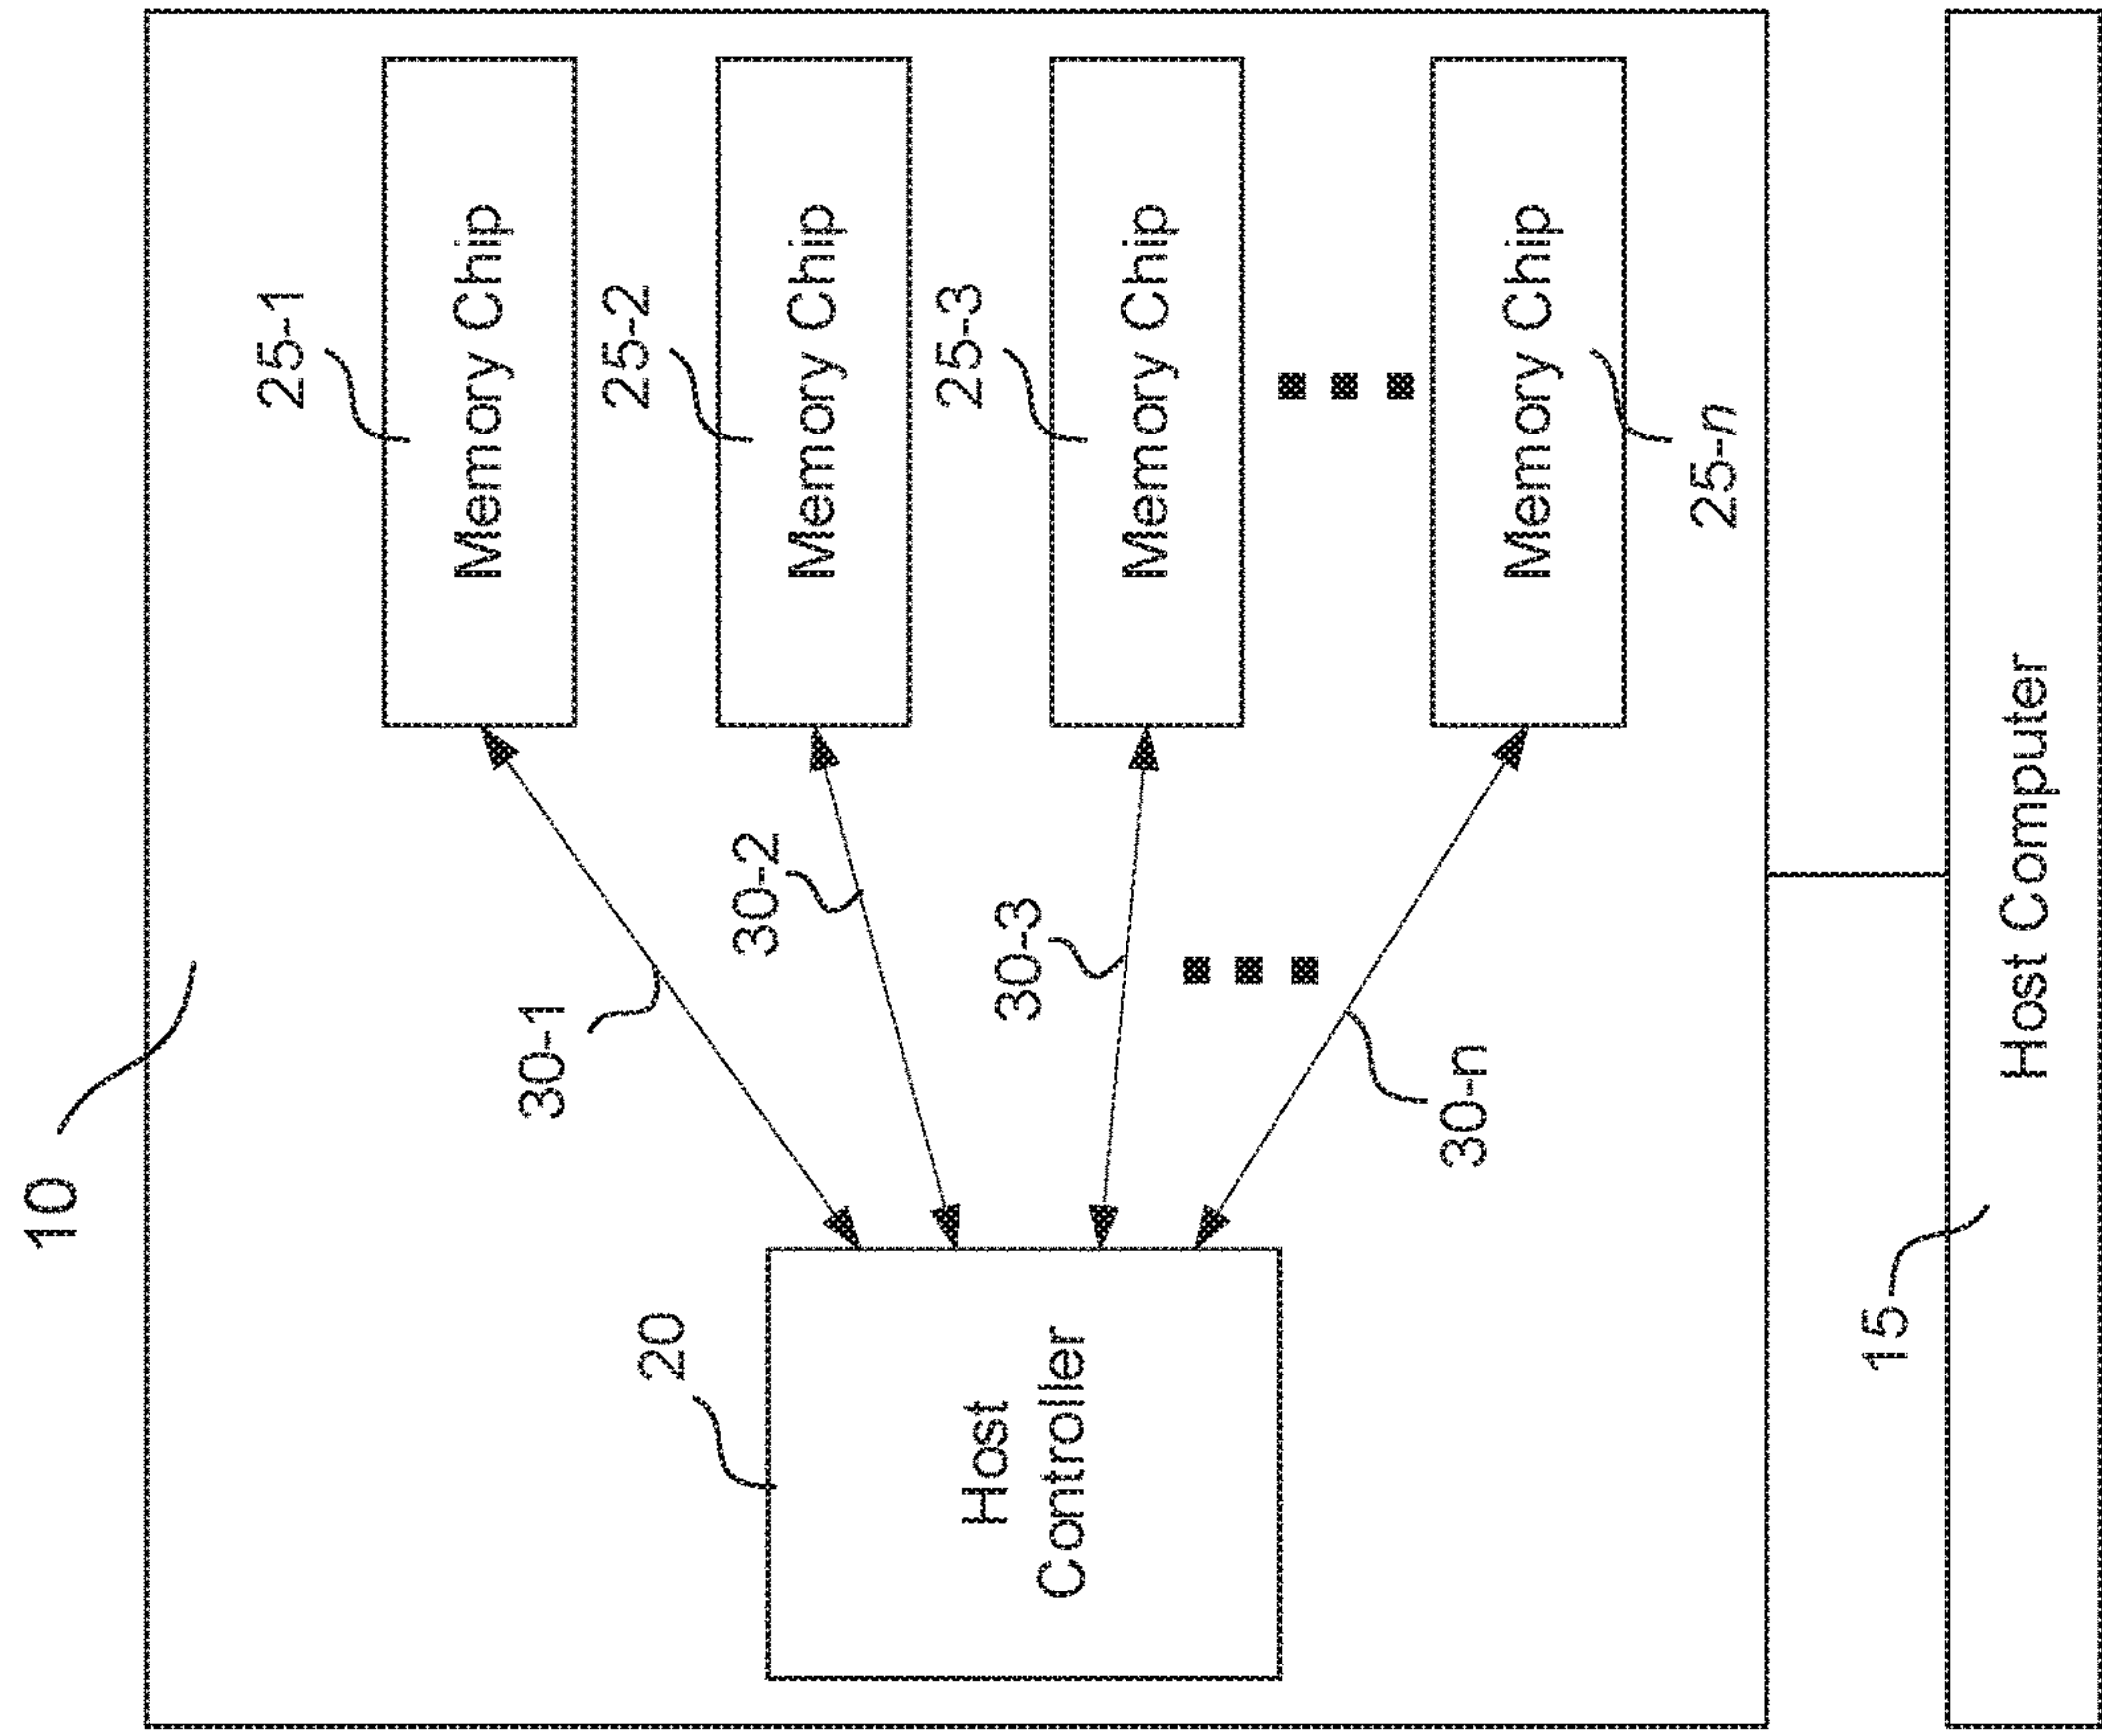 10
25-1
Memory Chip
25-2
Memory Chip
25-3
Memory Chip
25-n
Memory Chip
30-1
30-2
30-3
30-n
20
Host
Controller
15
Host Computer